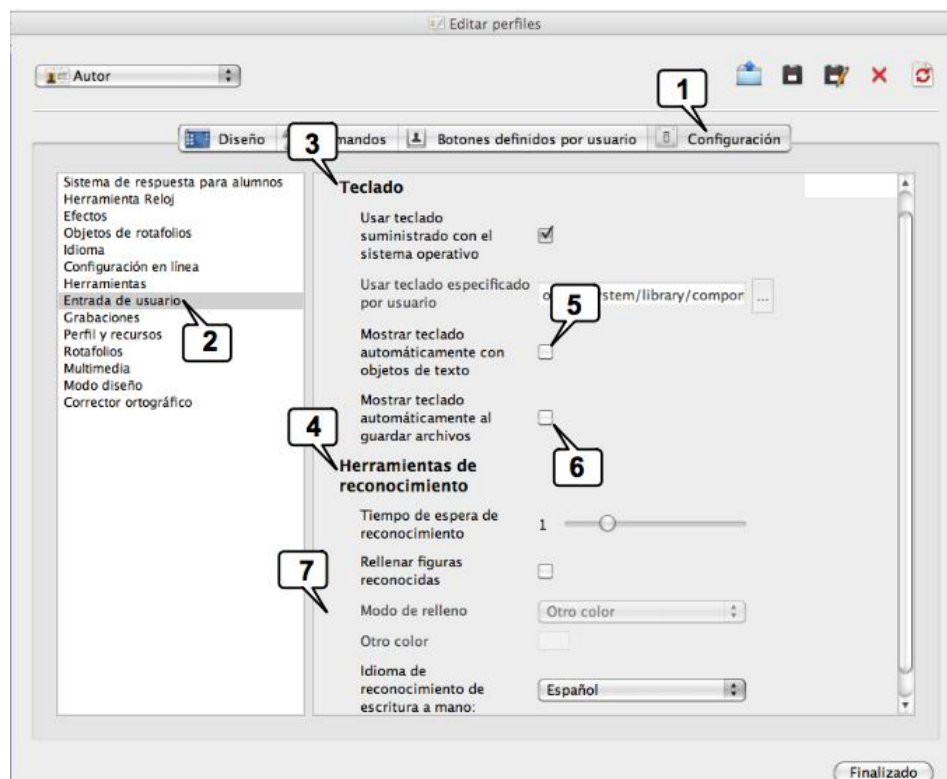 Editar perfiles
Autor
1
Diseño
mandos
Botones definidos por usuario
Configuración
3
Sistema de respuesta para alumnos
Herramienta Reloj
Efectos
Objetos de rotafolios
Idioma
Configuración en línea
Herramientas
Entrada de usuario
Grabaciones
Perfil y recursos
Rotafolios
Multimedia
Modo diseño
Corrector ortográfico
2
Teclado
Usar teclado
suministrado con el
sistema operativo
Usar teclado especificado
por usuario
stem/library/compor
...
5
Mostrar teclado
automáticamente con
objetos de texto
Mostrar teclado
automáticamente al
guardar archivos
4
6
Herramientas de
reconocimiento
Tiempo de espera de
reconocimiento
1
Rellenar figuras
reconocidas
7
Modo de relleno
Otro color
Otro color
Idioma de
reconocimiento de
escritura a mano:
Español
Finalizado